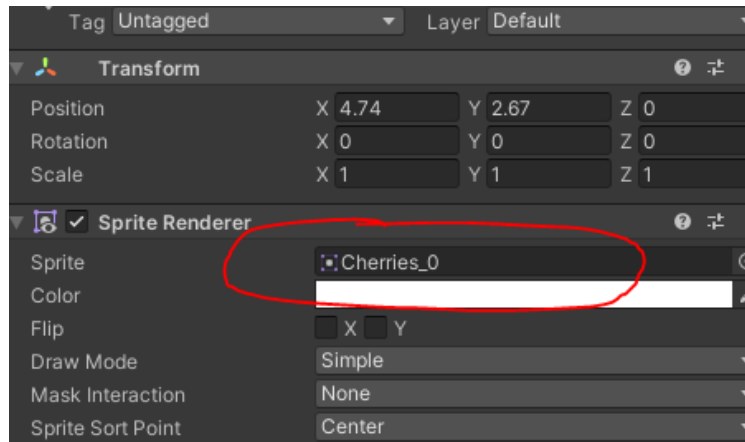 Tag Untagged Layer Default
Transform
Position X 4.74 Y 2.67 Z 0
Rotation X 0 Y 0 Z 0
Scale X 1 Y 1 Z 1
Sprite Renderer
Sprite Cherries_0
Color
Flip X Y
Draw Mode Simple
Mask Interaction None
Sprite Sort Point Center